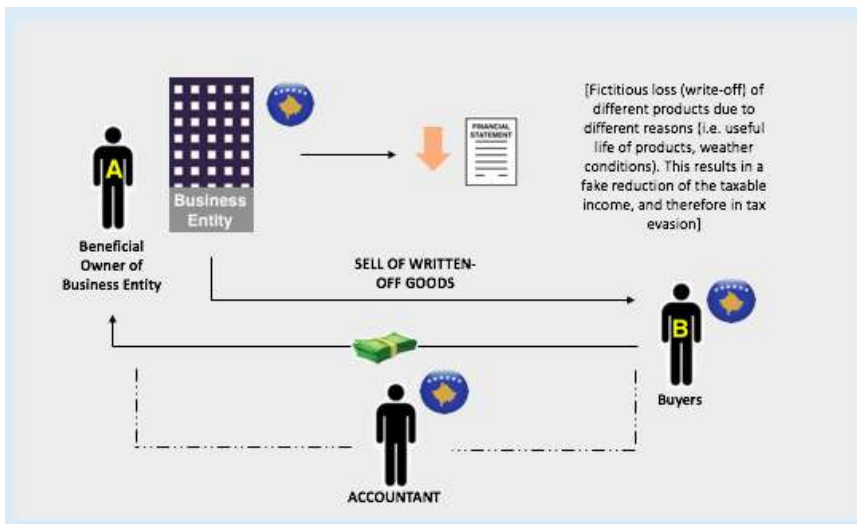 [Fictitious loss (write-off) of
different products due to
different reasons (i.e. useful
life of products, weather
conditions). This results in a
fake reduction of the taxable
income, and therefore in tax
evasion]
FINANCIAL
STATEMENT
A
Business
Entity
Beneficial
Owner of
Business Entity
SELL OF WRITTEN-
OFF GOODS
B
Buyers
ACCOUNTANT